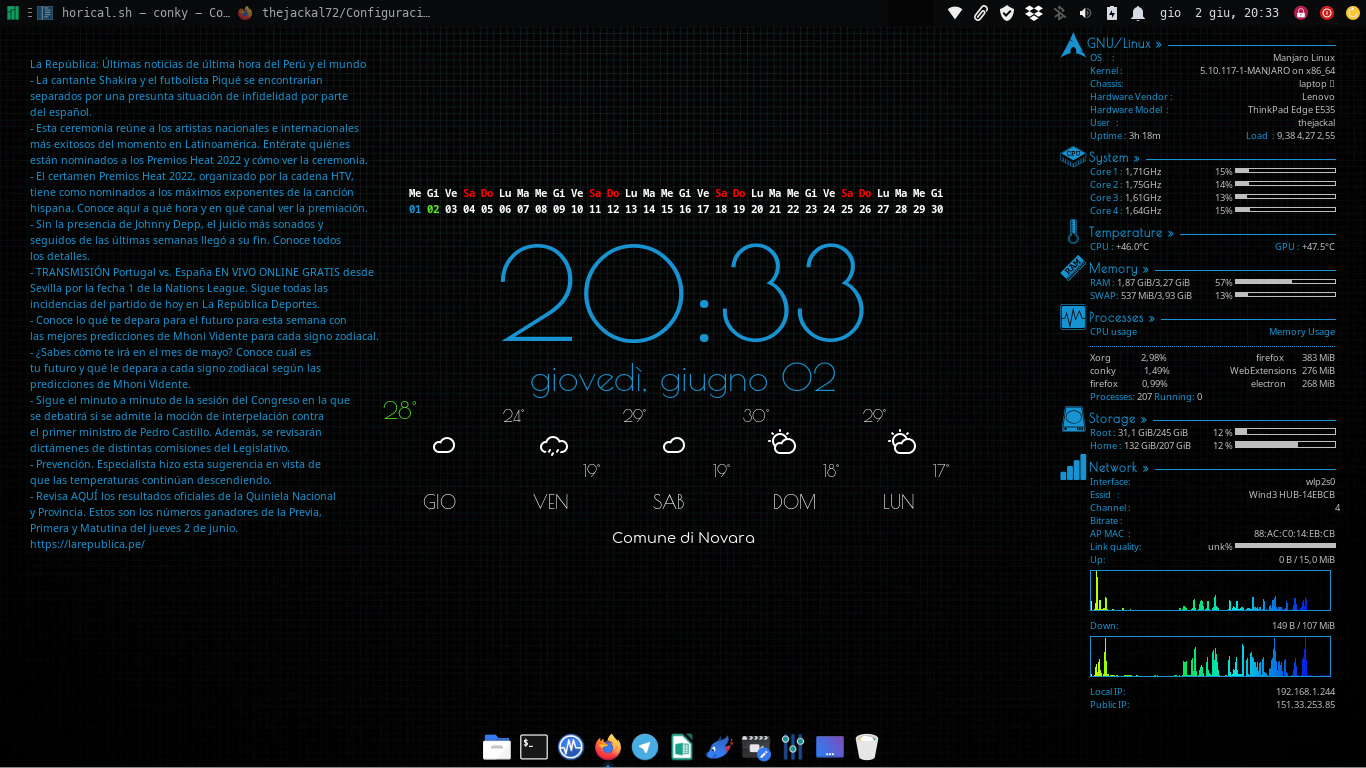 horical.sh — conky — Co…
thejackal72/Configuraci…
gio 2 giu, 20:33
La República: Últimas noticias de última hora del Perú y el mundo
- La cantante Shakira y el futbolista Piqué se encontrarían
separados por una presunta situación de infidelidad por parte
del español.
- Esta ceremonia reúne a los artistas nacionales e internacionales
más exitosos del momento en Latinoamérica. Entérate quiénes
están nominados a los Premios Heat 2022 y cómo ver la ceremonia.
- El certamen Premios Heat 2022, organizado por la cadena HTV,
tiene como nominados a los máximos exponentes de la canción
hispana. Conoce aquí a qué hora y en qué canal ver la premiación.
- Sin la presencia de Johnny Depp, el juicio más sonados y
seguidos de las últimas semanas llegó a su fin. Conoce todos
los detalles.
- TRANSMISIÓN Portugal vs. España EN VIVO ONLINE GRATIS desde
Sevilla por la fecha 1 de la Nations League. Sigue todas las
incidencias del partido de hoy en La República Deportes.
- Conoce lo qué te depara para el futuro para esta semana con
las mejores predicciones de Mhoni Vidente para cada signo zodiacal.
- ¿Sabes cómo te irá en el mes de mayo? Conoce cuál es
tu futuro y qué le depara a cada signo zodiacal según las
predicciones de Mhoni Vidente.
- Sigue el minuto a minuto de la sesión del Congreso en la que
se debatirá si se admite la moción de interpelación contra
el primer ministro de Pedro Castillo. Además, se revisarán
dictámenes de distintas comisiones del Legislativo.
- Prevención. Especialista hizo esta sugerencia en vista de
que las temperaturas continúan descendiendo.
- Revisa AQUÍ los resultados oficiales de la Quiniela Nacional
y Provincia. Estos son los números ganadores de la Previa,
Primera y Matutina del jueves 2 de junio.
https://larepublica.pe/
Me Gi Ve Sa Do Lu Ma Me Gi Ve Sa Do Lu Ma Me Gi Ve Sa Do Lu Ma Me Gi Ve Sa Do Lu Ma Me Gi
01 02 03 04 05 06 07 08 09 10 11 12 13 14 15 16 17 18 19 20 21 22 23 24 25 26 27 28 29 30
20:33
giovedì, giugno 02
28° 24° 29° 30° 29°
19° 19° 18° 17°
GIO VEN SAB DOM LUN
Comune di Novara
GNU/Linux »
OS : Manjaro Linux
Kernel : 5.10.117-1-MANJARO on x86_64
Chassis: laptop
Hardware Vendor : Lenovo
Hardware Model : ThinkPad Edge E535
User : thejackal
Uptime : 3h 18m Load : 9,38 4,27 2,55
CPU
System »
Core 1 : 1,71GHz 15%
Core 2 : 1,75GHz 14%
Core 3 : 1,61GHz 13%
Core 4 : 1,64GHz 15%
Temperature »
CPU : +46.0°C GPU : +47.5°C
RAM
Memory »
RAM : 1,87 GiB/3,27 GiB 57%
SWAP: 537 MiB/3,93 GiB 13%
Processes »
CPU usage Memory Usage
Xorg 2,98% firefox 383 MiB
conky 1,49% WebExtensions 276 MiB
firefox 0,99% electron 268 MiB
Processes: 207 Running: 0
Storage »
Root : 31,1 GiB/245 GiB 12 %
Home : 132 GiB/207 GiB 12 %
Network »
Interface: wlp2s0
Essid : Wind3 HUB-14EBCB
Channel : 4
Bitrate :
AP MAC : 88:AC:C0:14:EB:CB
Link quality: unk%
Up: 0 B / 15,0 MiB
Down: 149 B / 107 MiB
Local IP: 192.168.1.244
Public IP: 151.33.253.85
$_